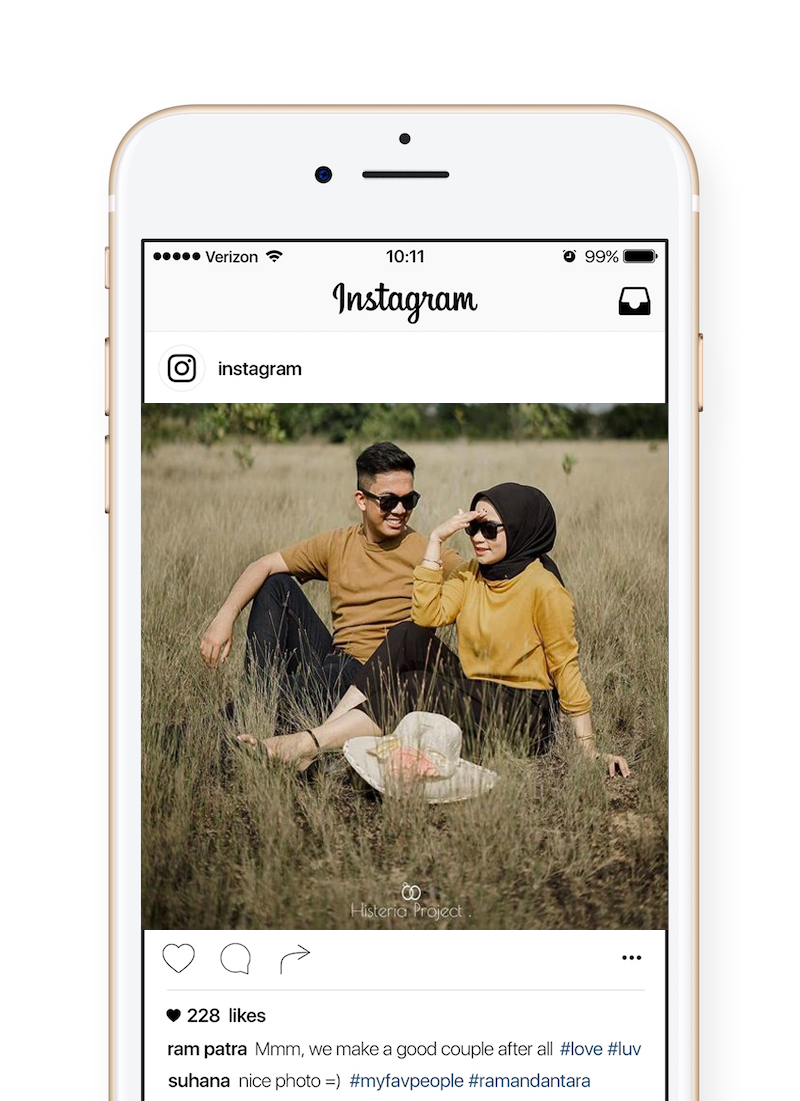 Verizon 10:11 99%
Instagram
instagram
Histeria Project .
228 likes
ram patra Mmm, we make a good couple after all #love #luv
suhana nice photo =) #myfavpeople #ramandantara